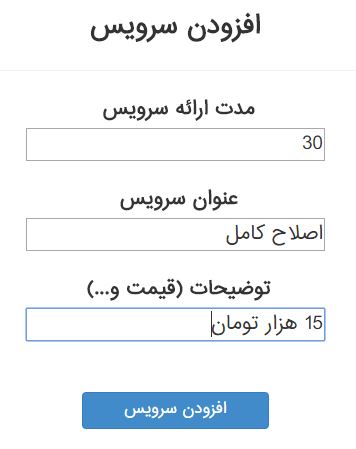 افزودن سرویس
مدت ارائه سرویس
30
عنوان سرویس
اصلاح کامل
توضیحات (قیمت و...)
15 هزار تومان
افزودن سرویس